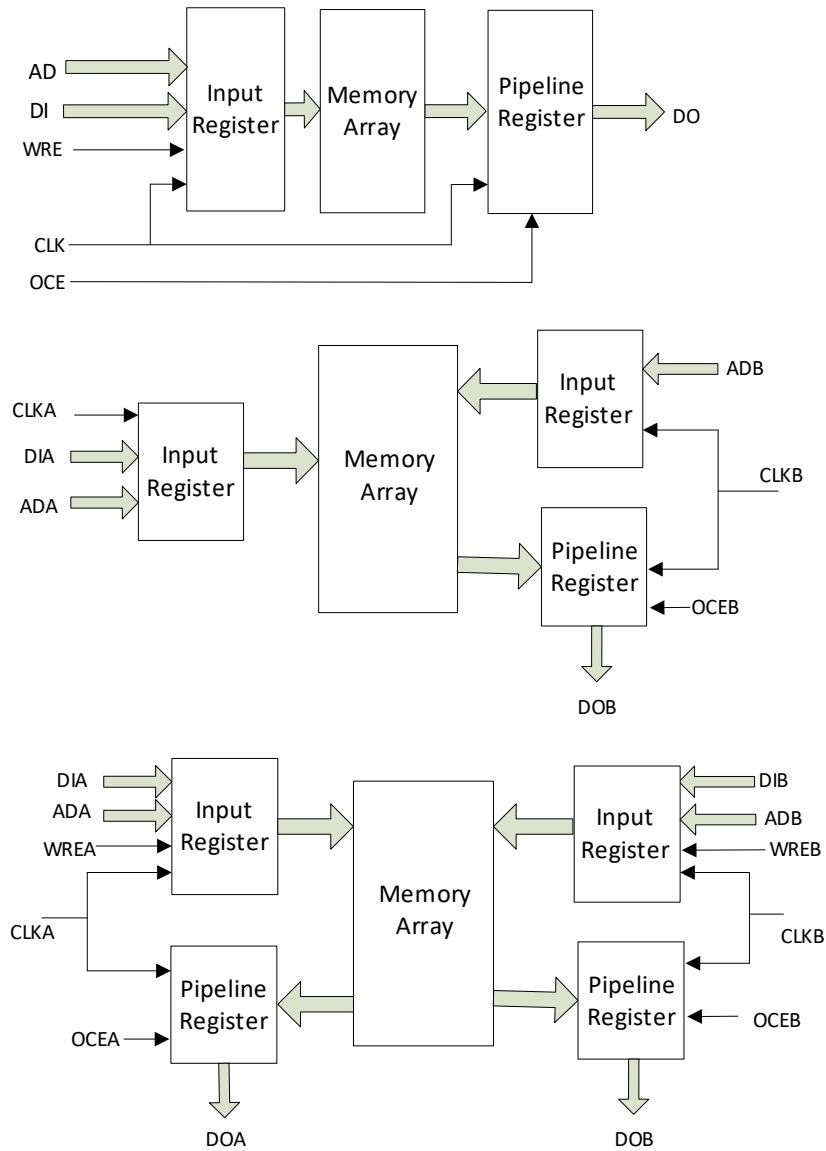 AD
DI
WRE
CLK
OCE
Input
Register
Memory
Array
Pipeline
Register
DO
CLKA
DIA
ADA
Input
Register
Memory
Array
Input
Register
ADB
CLKB
Pipeline
Register
OCEB
DOB
DIA
ADA
WREA
CLKA
OCEA
Input
Register
Pipeline
Register
DOA
Memory
Array
Input
Register
DIB
ADB
WREB
CLKB
Pipeline
Register
OCEB
DOB